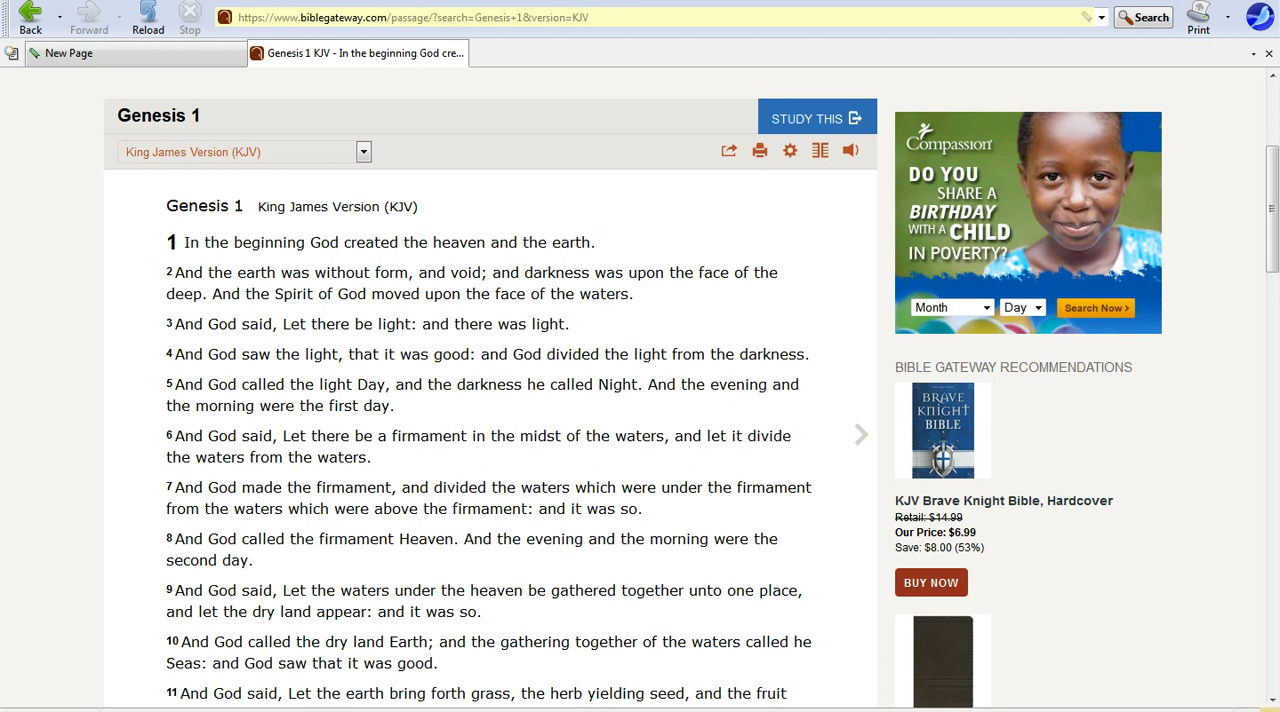 Back
Forward
Reload
Stop
https://www.biblegateway.com/passage/?search=Genesis+1&version=KJV
Search
Print
New Page
Genesis 1 KJV - In the beginning God cre...
Genesis 1
STUDY THIS
King James Version (KJV)
Genesis 1 King James Version (KJV)
1 In the beginning God created the heaven and the earth.
2 And the earth was without form, and void; and darkness was upon the face of the
deep. And the Spirit of God moved upon the face of the waters.
3 And God said, Let there be light: and there was light.
4 And God saw the light, that it was good: and God divided the light from the darkness.
5 And God called the light Day, and the darkness he called Night. And the evening and
the morning were the first day.
6 And God said, Let there be a firmament in the midst of the waters, and let it divide
the waters from the waters.
7 And God made the firmament, and divided the waters which were under the firmament
from the waters which were above the firmament: and it was so.
8 And God called the firmament Heaven. And the evening and the morning were the
second day.
9 And God said, Let the waters under the heaven be gathered together unto one place,
and let the dry land appear: and it was so.
10 And God called the dry land Earth; and the gathering together of the waters called he
Seas: and God saw that it was good.
11 And God said, Let the earth bring forth grass, the herb yielding seed, and the fruit
Compassion
DO YOU
SHARE A
BIRTHDAY
WITH A CHILD
IN POVERTY?
Month
Day
Search Now >
BIBLE GATEWAY RECOMMENDATIONS
BRAVE
KNIGHT
BIBLE
KJV Brave Knight Bible, Hardcover
Retail: $14.99
Our Price: $6.99
Save: $8.00 (53%)
BUY NOW